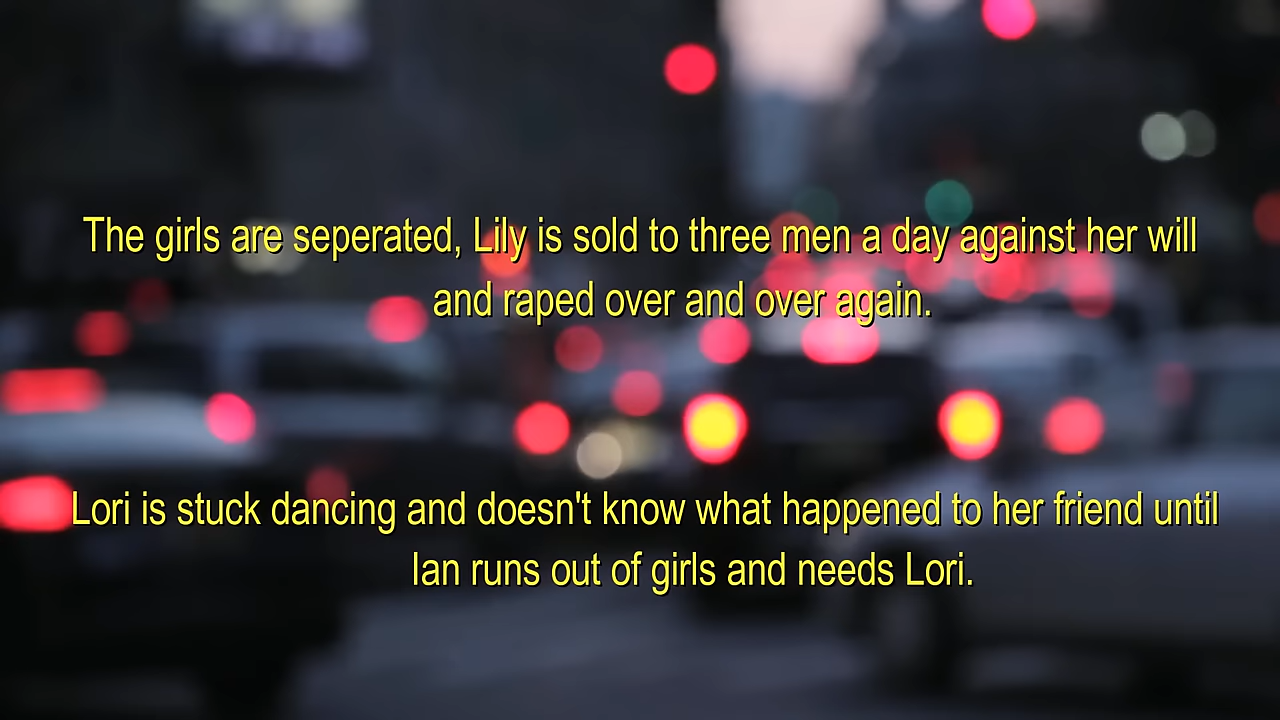 The girls are seperated, Lily is sold to three men a day against her will
and raped over and over again.
Lori is stuck dancing and doesn't know what happened to her friend until
Ian runs out of girls and needs Lori.